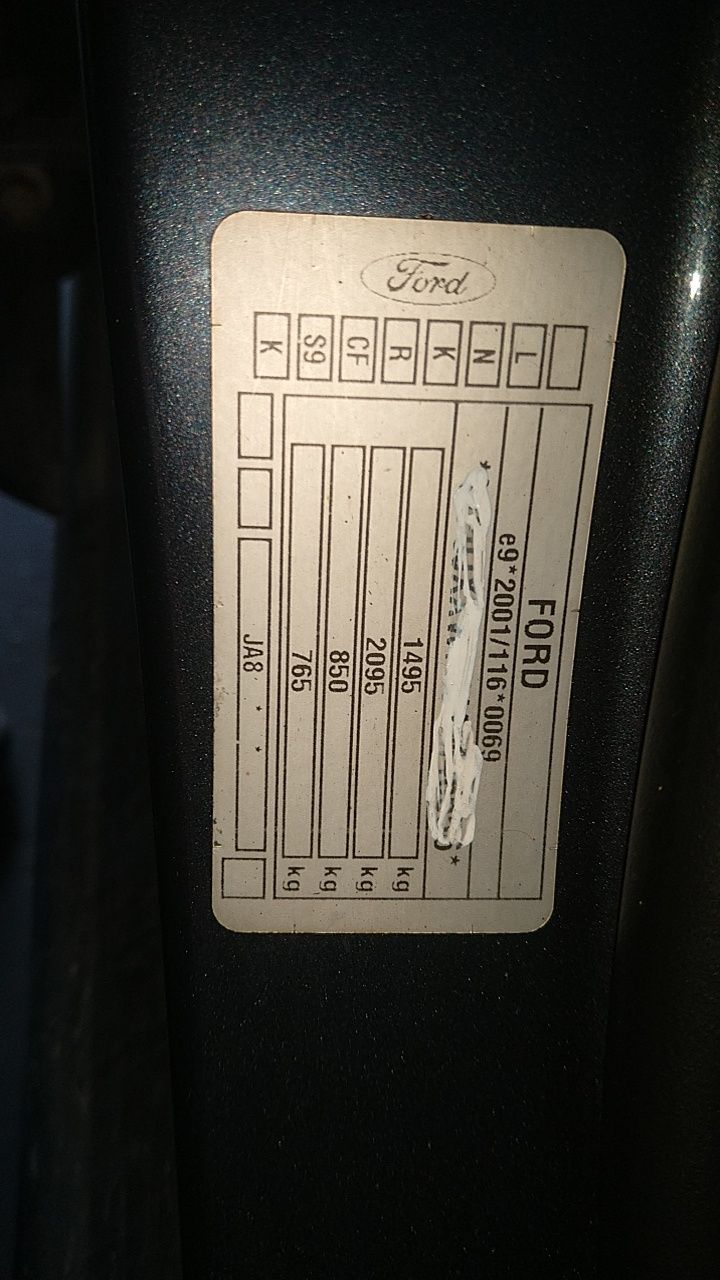 Ford
K S9 CF R K N L
FORD
e9*2001/116*0069
1495 kg
2095 kg
850 kg
765 kg
JA8 * *